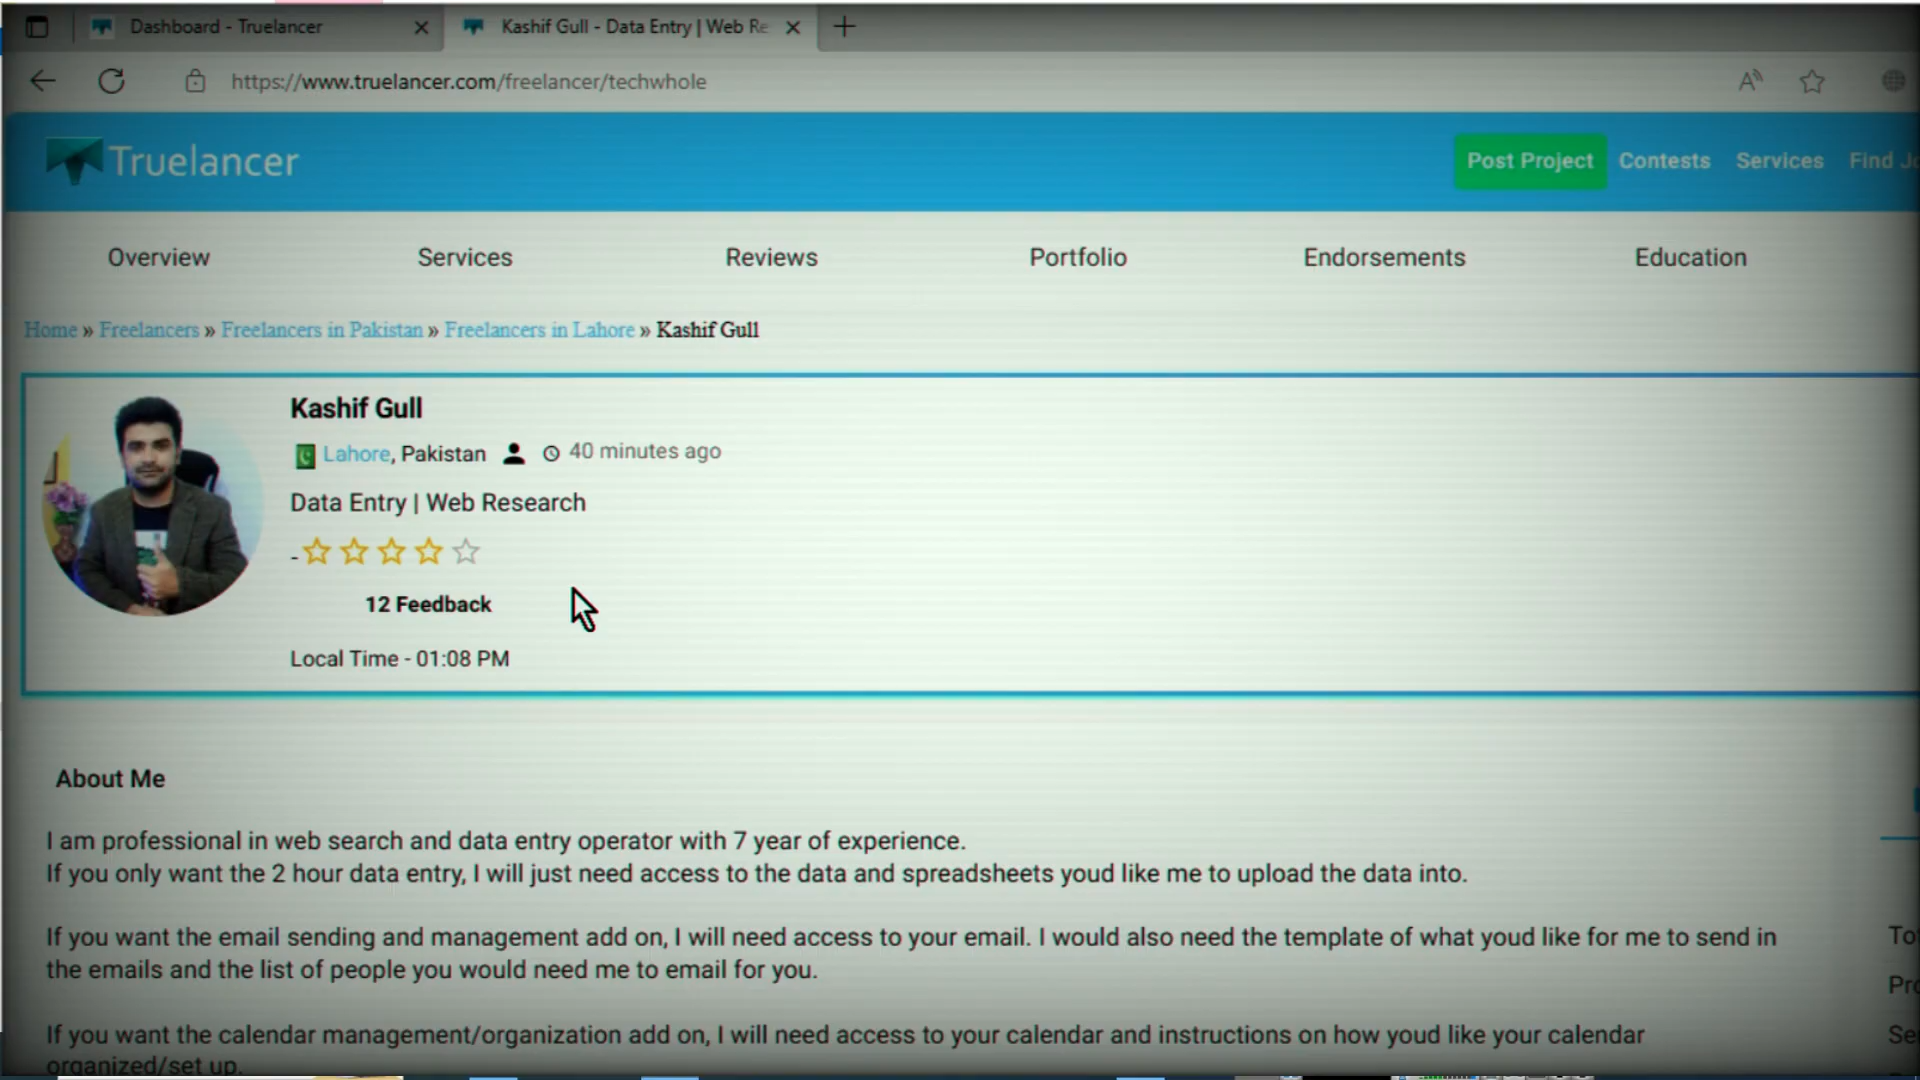 Dashboard - Truelancer
Kashif Gull - Data Entry | Web Re
https://www.truelancer.com/freelancer/techwhole
Truelancer
Post Project
Contests
Services
Find Jo
Overview
Services
Reviews
Portfolio
Endorsements
Education
Home » Freelancers » Freelancers in Pakistan » Freelancers in Lahore » Kashif Gull
Kashif Gull
Lahore, Pakistan 40 minutes ago
Data Entry | Web Research
-
12 Feedback
Local Time - 01:08 PM
About Me
I am professional in web search and data entry operator with 7 year of experience.
If you only want the 2 hour data entry, I will just need access to the data and spreadsheets youd like me to upload the data into.
If you want the email sending and management add on, I will need access to your email. I would also need the template of what youd like for me to send in
the emails and the list of people you would need me to email for you.
If you want the calendar management/organization add on, I will need access to your calendar and instructions on how youd like your calendar
organized/set up.